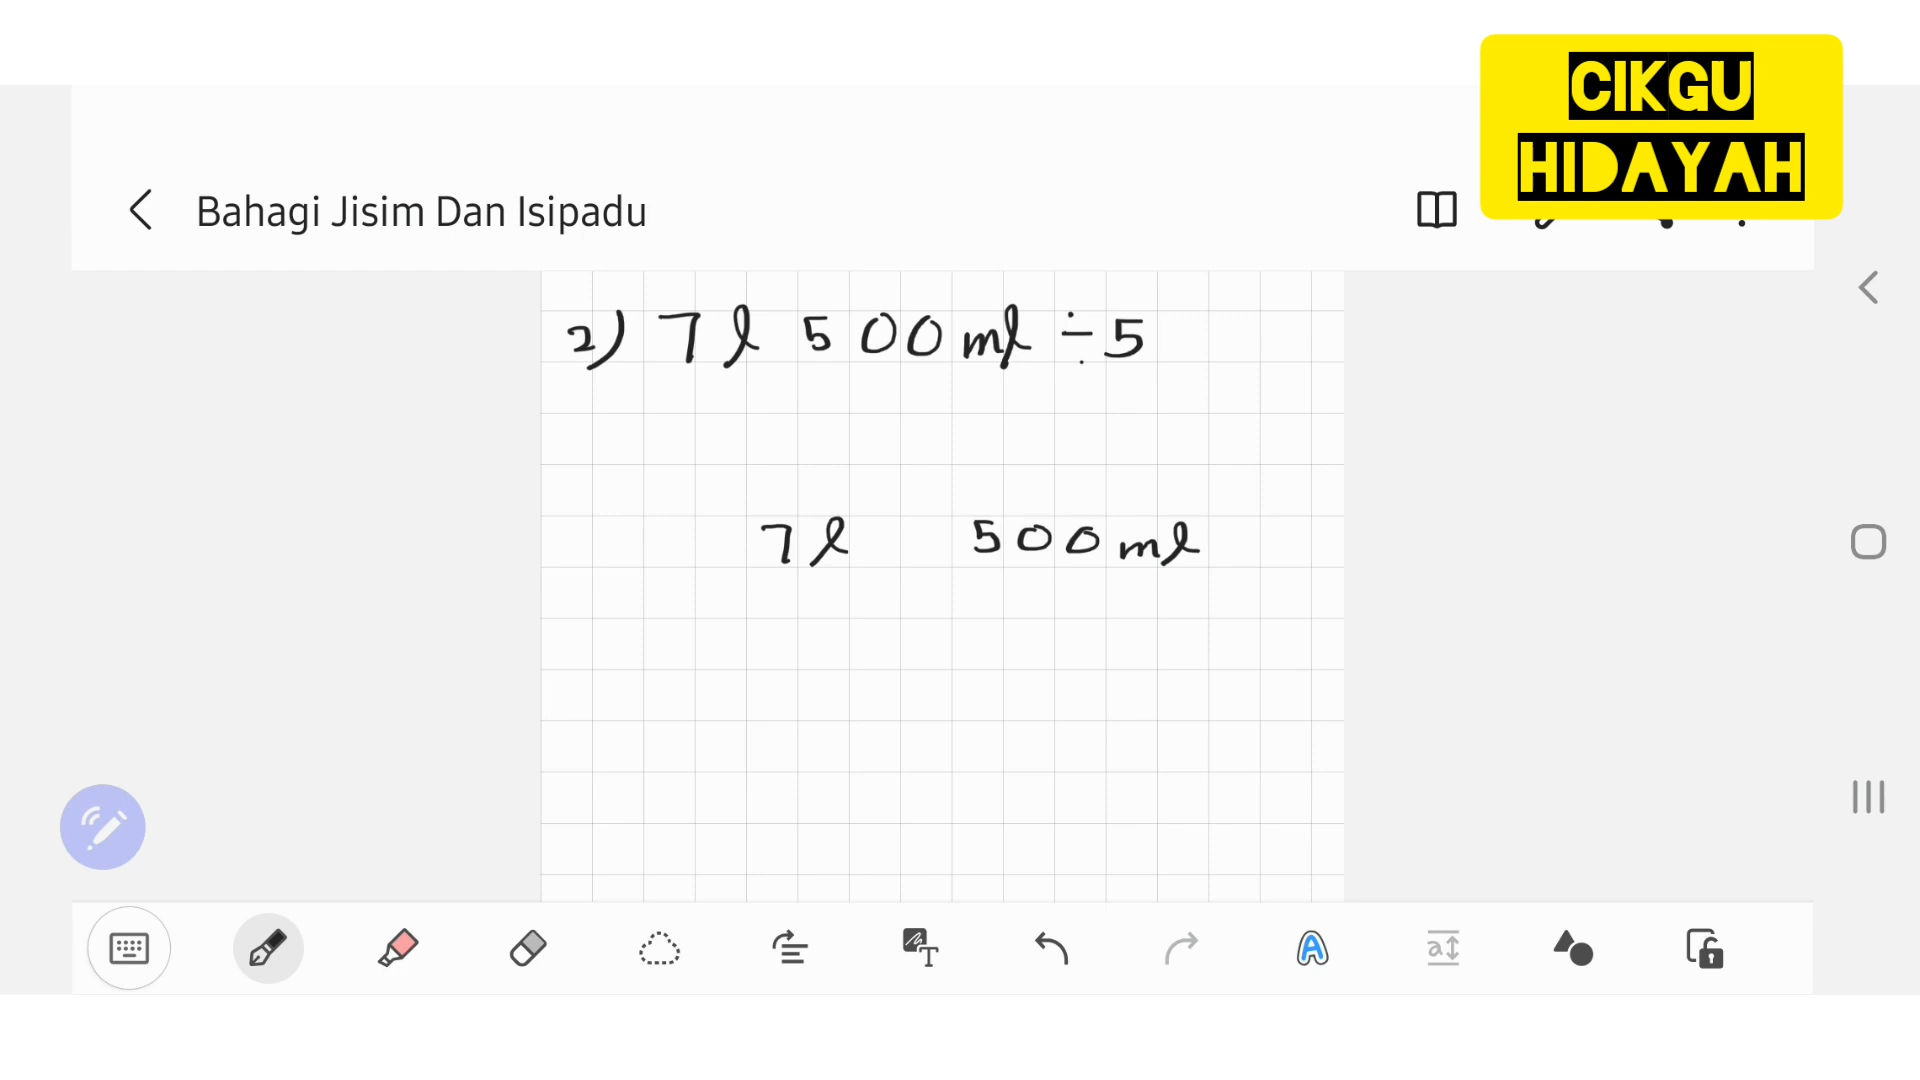 CIKGU
HIDAYAH
Bahagi Jisim Dan Isipadu
2) 7 l 500 ml ÷ 5
7 l 500 ml